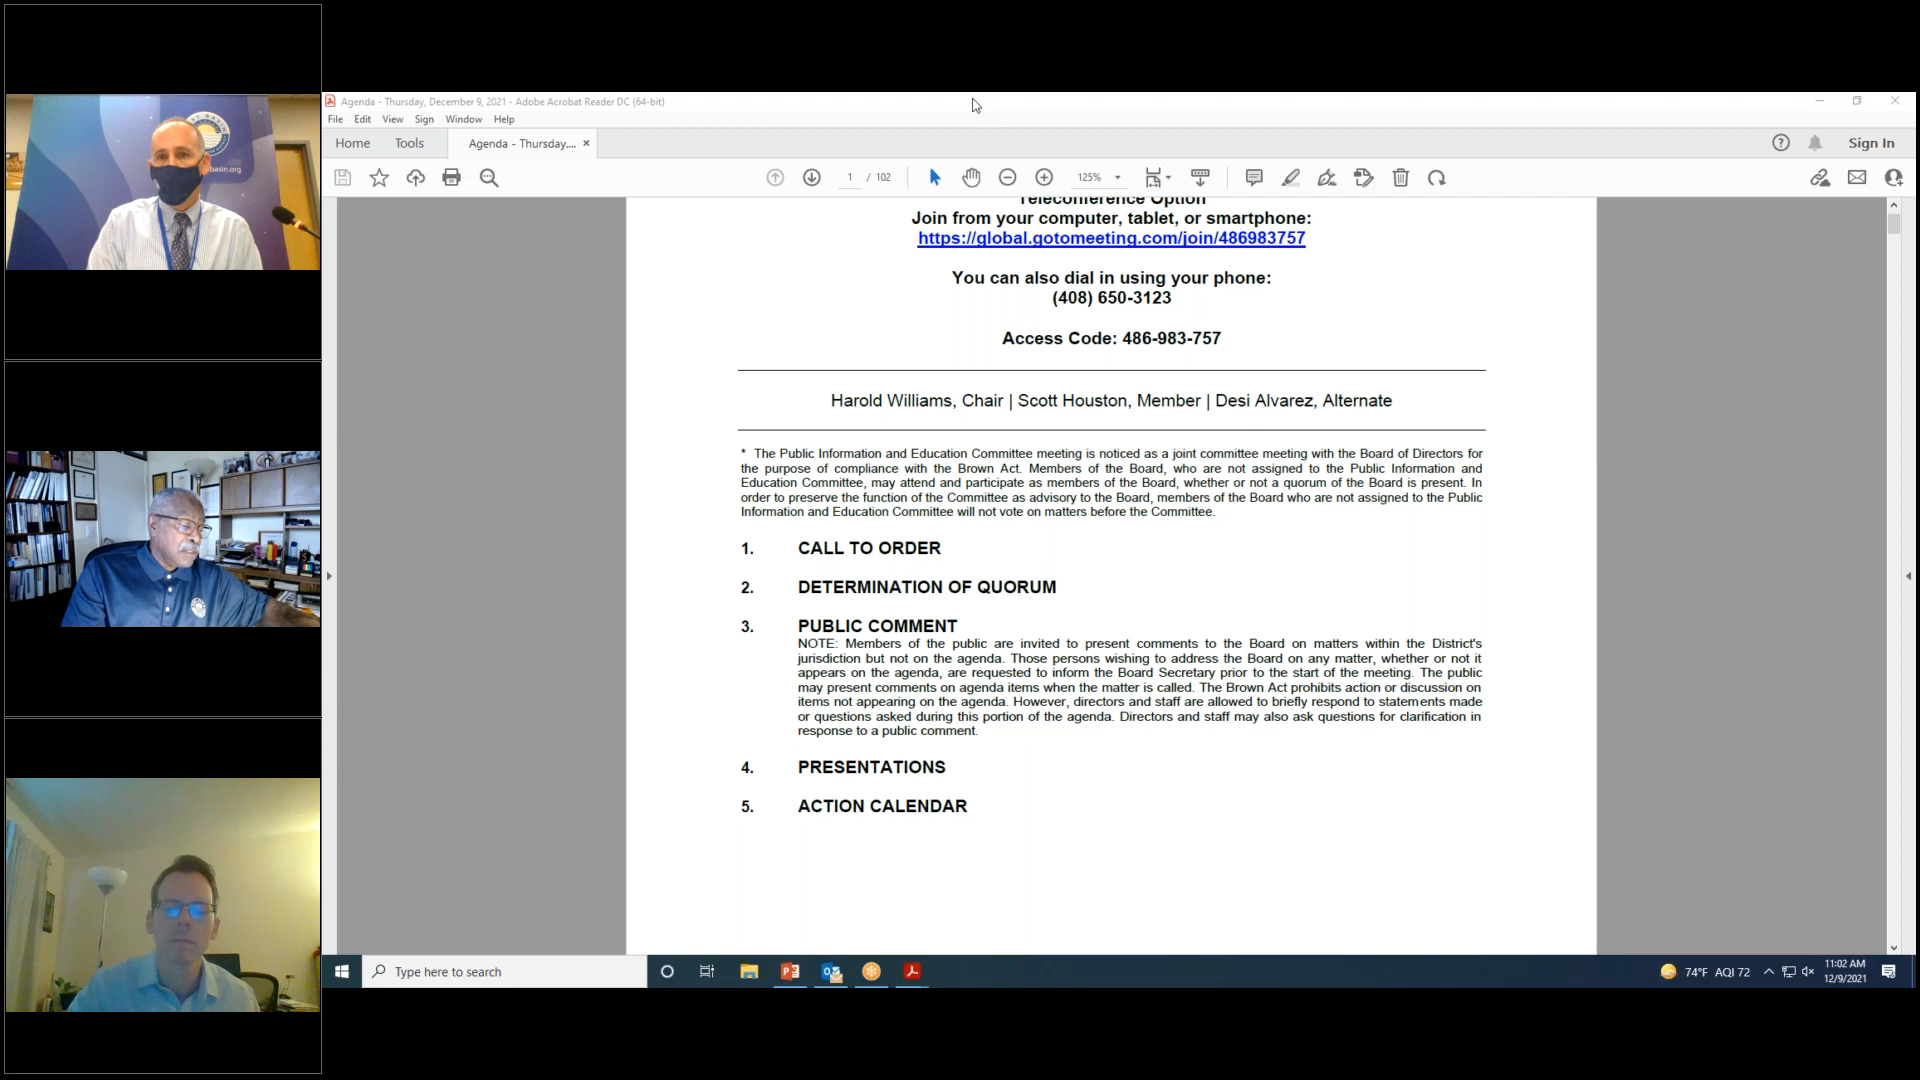 basin.org
Agenda - Thursday, December 9, 2021 - Adobe Acrobat Reader DC (64-bit)
File Edit View Sign Window Help
Home Tools Agenda - Thursday,... × Sign In
1 / 102 125%
Teleconference Option
Join from your computer, tablet, or smartphone:
https://global.gotomeeting.com/join/486983757
You can also dial in using your phone:
(408) 650-3123
Access Code: 486-983-757
Harold Williams, Chair | Scott Houston, Member | Desi Alvarez, Alternate
* The Public Information and Education Committee meeting is noticed as a joint committee meeting with the Board of Directors for
the purpose of compliance with the Brown Act. Members of the Board, who are not assigned to the Public Information and
Education Committee, may attend and participate as members of the Board, whether or not a quorum of the Board is present. In
order to preserve the function of the Committee as advisory to the Board, members of the Board who are not assigned to the Public
Information and Education Committee will not vote on matters before the Committee.
1. CALL TO ORDER
2. DETERMINATION OF QUORUM
3. PUBLIC COMMENT
NOTE: Members of the public are invited to present comments to the Board on matters within the District's
jurisdiction but not on the agenda. Those persons wishing to address the Board on any matter, whether or not it
appears on the agenda, are requested to inform the Board Secretary prior to the start of the meeting. The public
may present comments on agenda items when the matter is called. The Brown Act prohibits action or discussion on
items not appearing on the agenda. However, directors and staff are allowed to briefly respond to statements made
or questions asked during this portion of the agenda. Directors and staff may also ask questions for clarification in
response to a public comment.
4. PRESENTATIONS
5. ACTION CALENDAR
Type here to search
74°F AQI 72
11:02 AM
12/9/2021